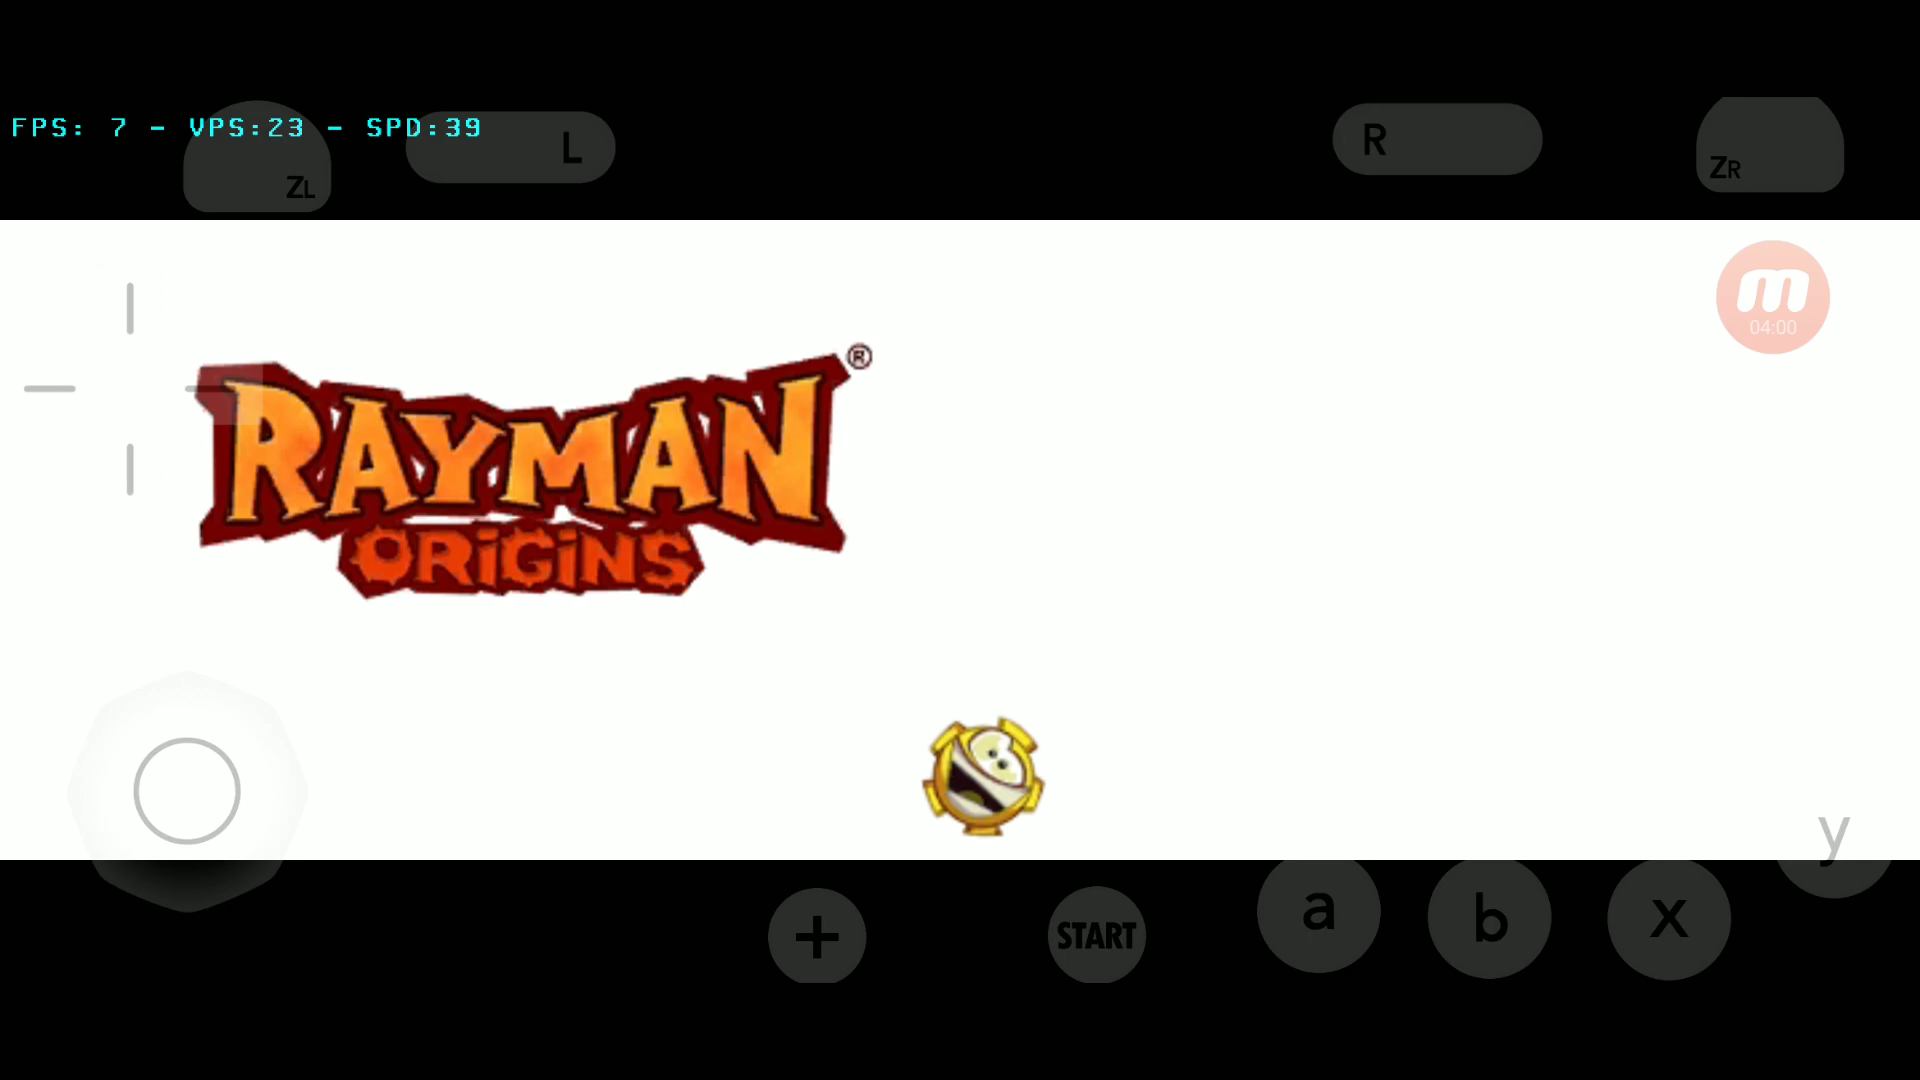 FPS: 7 - VPS:23 - SPD:39
ZL
L
R
ZR
m
04:00
RAYMAN®
ORiGiNS
y
+
START
a
b
x